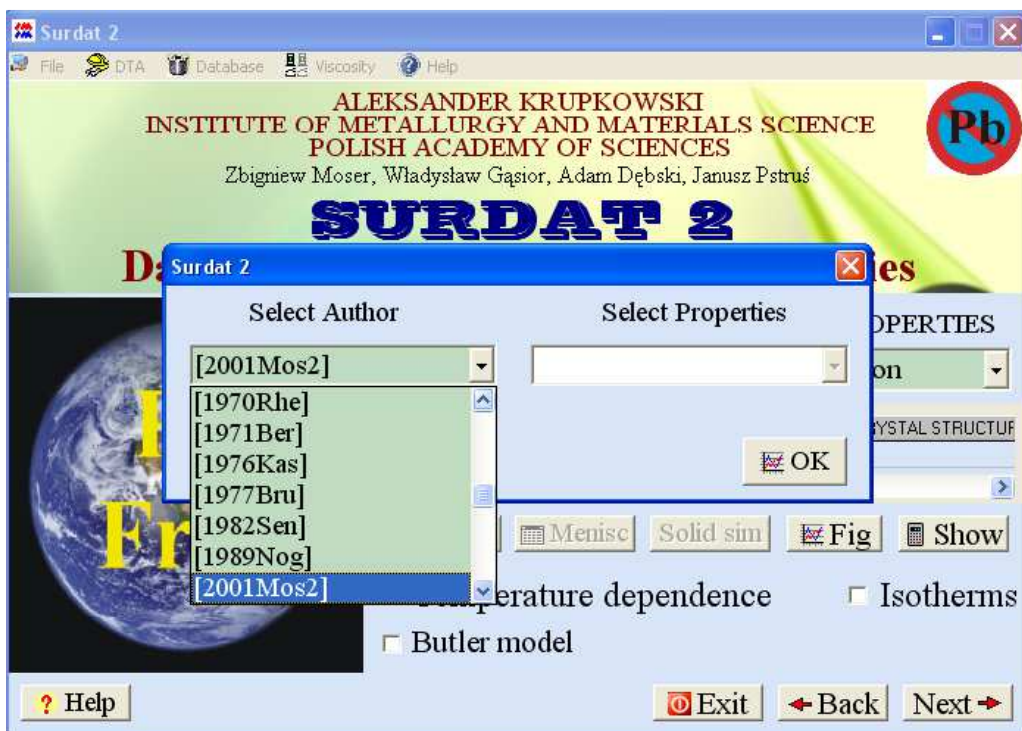 Surdat 2
File DTA Database Viscosity Help
ALEKSANDER KRUPKOWSKI
INSTITUTE OF METALLURGY AND MATERIALS SCIENCE
POLISH ACADEMY OF SCIENCES
Pb
Zbigniew Moser, Władysław Gąsior, Adam Dębski, Janusz Pstruś
SURDAT 2
Surdat 2
Select Author Select Properties
[2001Mos2]
[1970Rhe]
[1971Ber]
[1976Kas]
[1977Bru]
[1982Sen]
[1989Nog]
[2001Mos2]
OK
Menisc Solid sim Fig Show
dependence Isotherms
Butler model
Help Exit Back Next